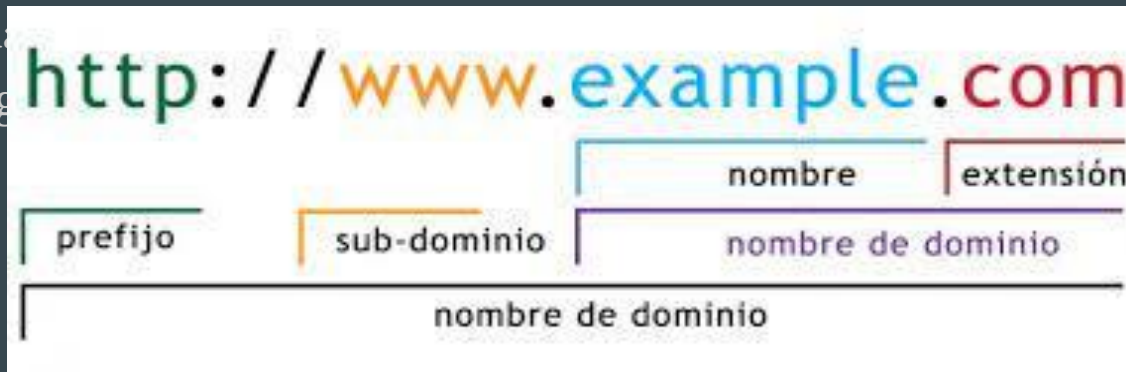 http://www.example.com
nombre extensión
prefijo sub-dominio nombre de dominio
nombre de dominio